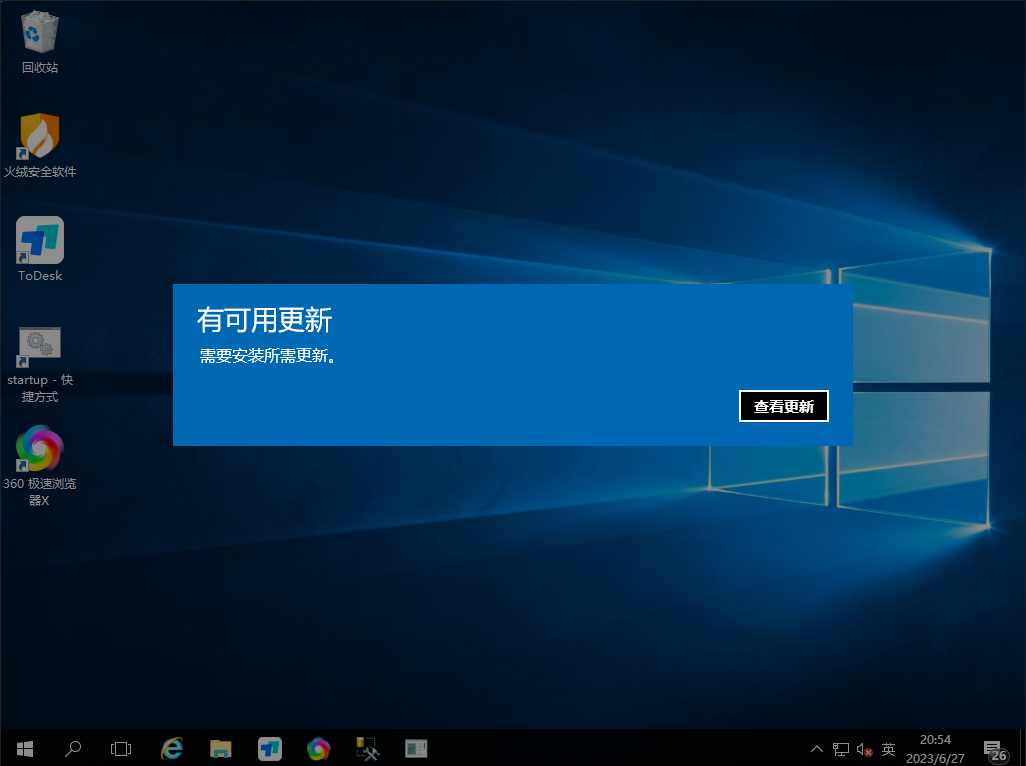 回收站
火绒安全软件
ToDesk
startup - 快
捷方式
360 极速浏览
器X
有可用更新
需要安装所需更新。
查看更新
英
20:54
2023/6/27
26